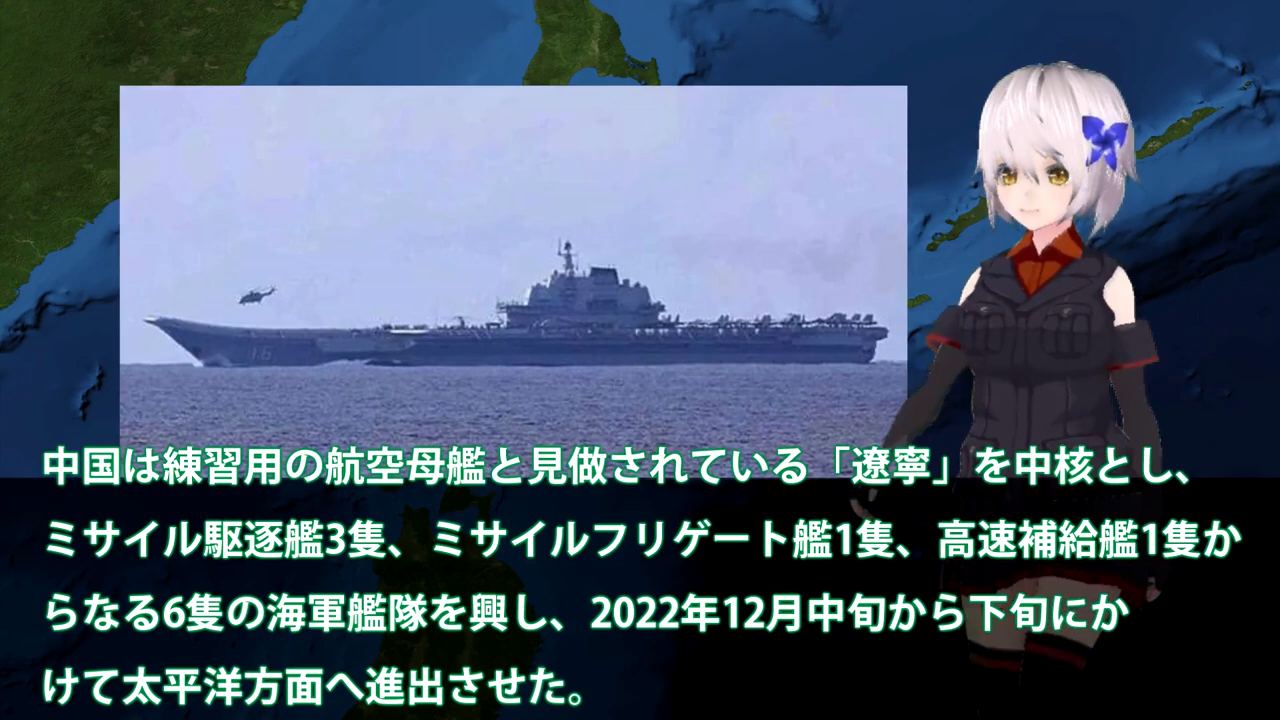 16
中国は練習用の航空母艦と見做されている「遼寧」を中核とし、
ミサイル駆逐艦3隻、ミサイルフリゲート艦1隻、高速補給艦1隻か
らなる6隻の海軍艦隊を興し、2022年12月中旬から下旬にか
けて太平洋方面へ進出させた。